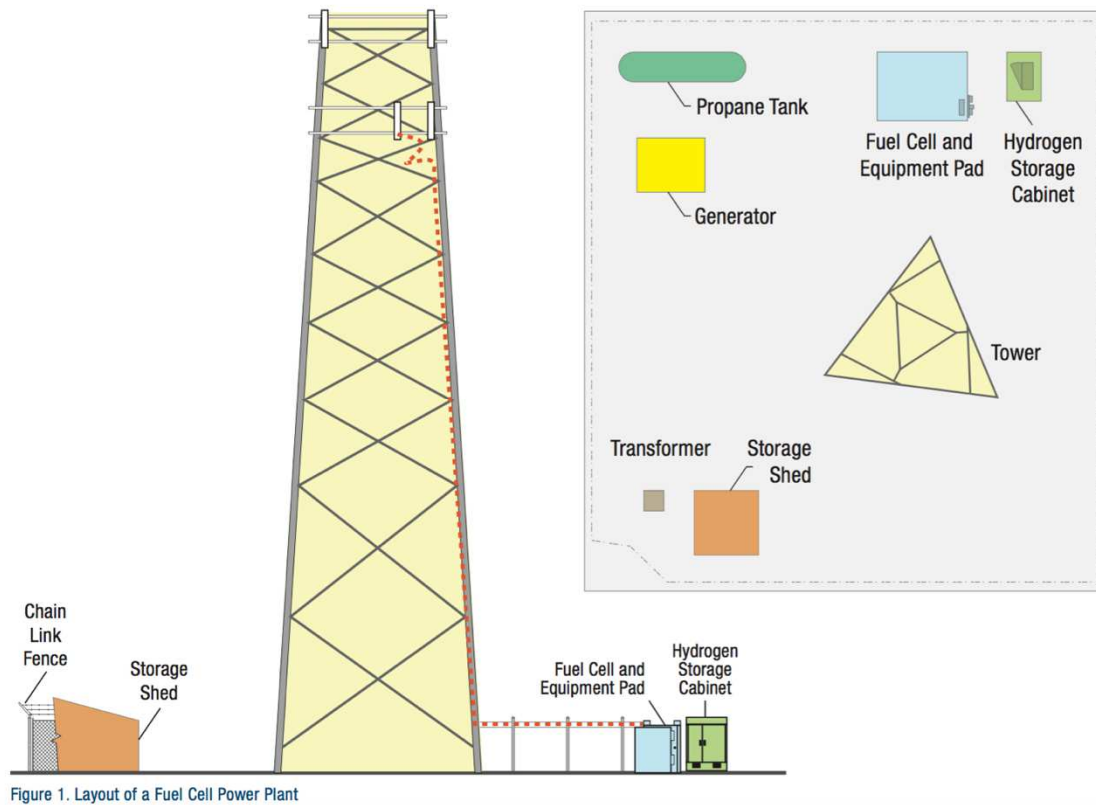 Propane Tank
Fuel Cell and
Equipment Pad
Hydrogen
Storage
Cabinet
Generator
Tower
Transformer
Storage
Shed
Chain
Link
Fence
Storage
Shed
Fuel Cell and
Equipment Pad
Hydrogen
Storage
Cabinet
Figure 1. Layout of a Fuel Cell Power Plant